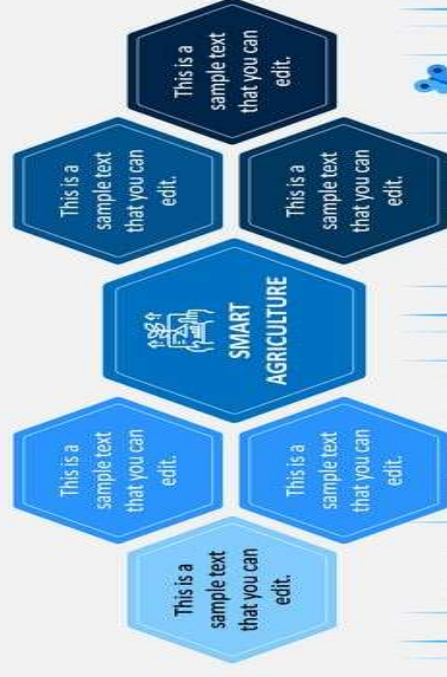 This is a
sample text
that you can
edit.
This is a
sample text
that you can
edit.
This is a
sample text
that you can
edit.
SMART
AGRICULTURE
This is a
sample text
that you can
edit.
This is a
sample text
that you can
edit.
This is a
sample text
that you can
edit.